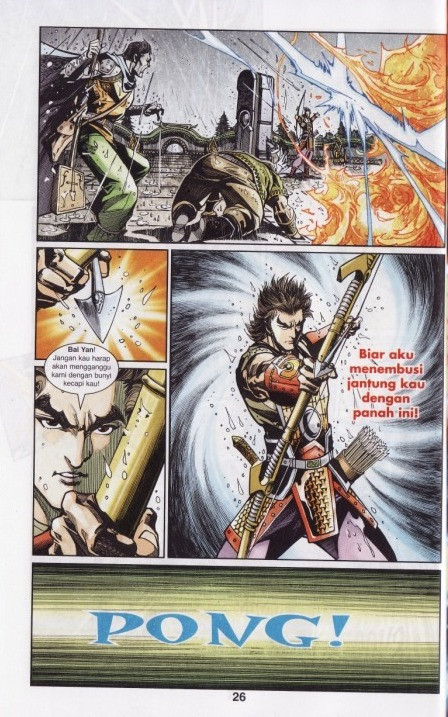 Bai Yan!
Jangan kau harap
akan mengganggu
kami dengan bunyi
kecapi kau!
Biar aku
menembusi
jantung kau
dengan
panah ini!
PONG!
26